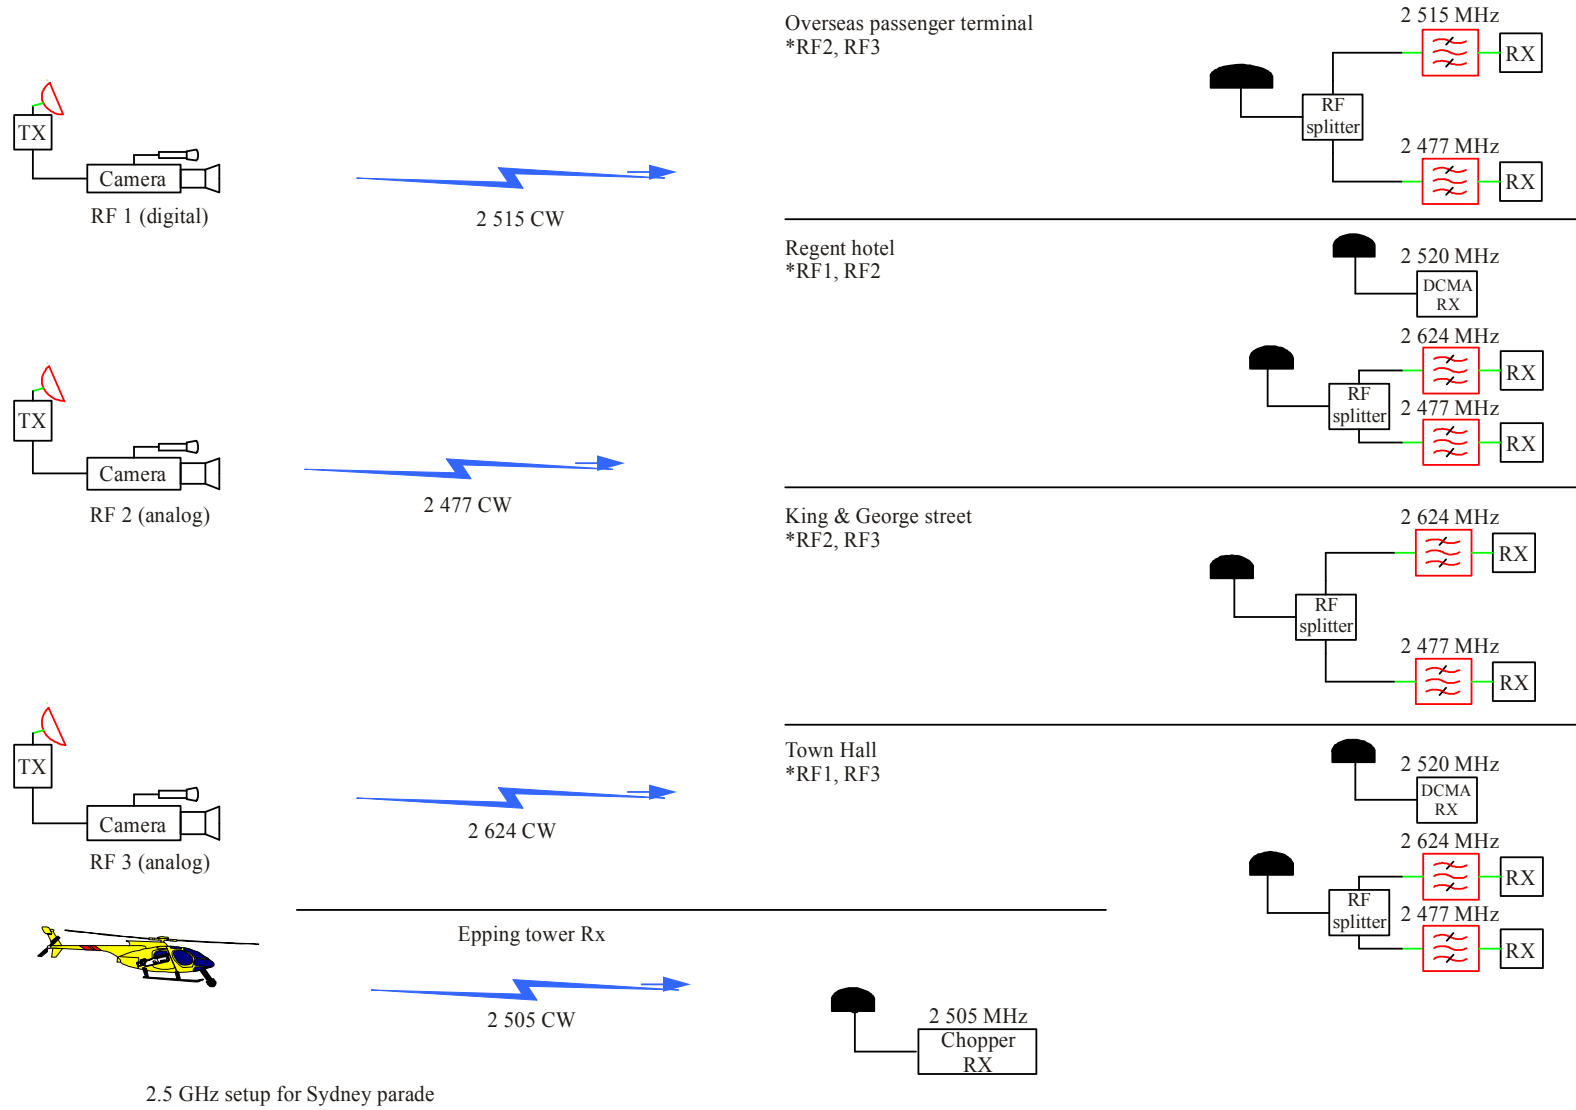 TX
Camera
RF 1 (digital)
2 515 CW
TX
Camera
RF 2 (analog)
2 477 CW
TX
Camera
RF 3 (analog)
2 624 CW
Epping tower Rx
2 505 CW
2 505 MHz
Chopper
RX
2.5 GHz setup for Sydney parade
Overseas passenger terminal
*RF2, RF3
2 515 MHz
RX
RF
splitter
2 477 MHz
RX
Regent hotel
*RF1, RF2
2 520 MHz
DCMA
RX
2 624 MHz
RX
RF
splitter
2 477 MHz
RX
King & George street
*RF2, RF3
2 624 MHz
RX
RF
splitter
2 477 MHz
RX
Town Hall
*RF1, RF3
2 520 MHz
DCMA
RX
2 624 MHz
RX
RF
splitter
2 477 MHz
RX